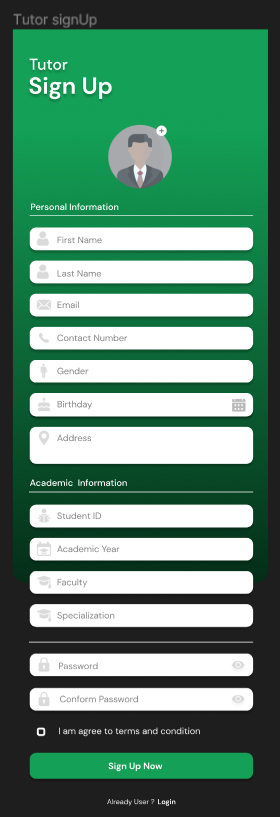 Tutor signUp
Tutor
Sign Up
Personal Information
First Name
Last Name
Email
Contact Number
Gender
Birthday
Address
Academic Information
Student ID
Academic Year
Faculty
Specialization
Password
Conform Password
I am agree to terms and condition
Sign Up Now
Already User ? Login